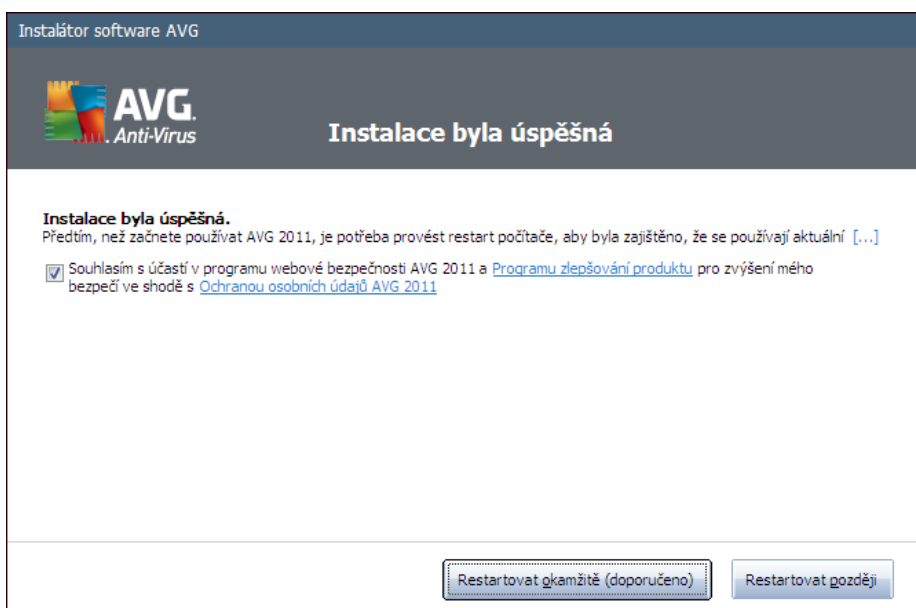 Instalátor software AVG
AVG.
Anti-Virus
Instalace byla úspěšná
Instalace byla úspěšná.
Předtím, než začnete používat AVG 2011, je potřeba provést restart počítače, aby byla zajištěno, že se používají aktuální [...]
Souhlasím s účastí v programu webové bezpečnosti AVG 2011 a Programu zlepšování produktu pro zvýšení mého
bezpečí ve shodě s Ochranou osobních údajů AVG 2011
Restartovat okamžitě (doporučeno)
Restartovat později